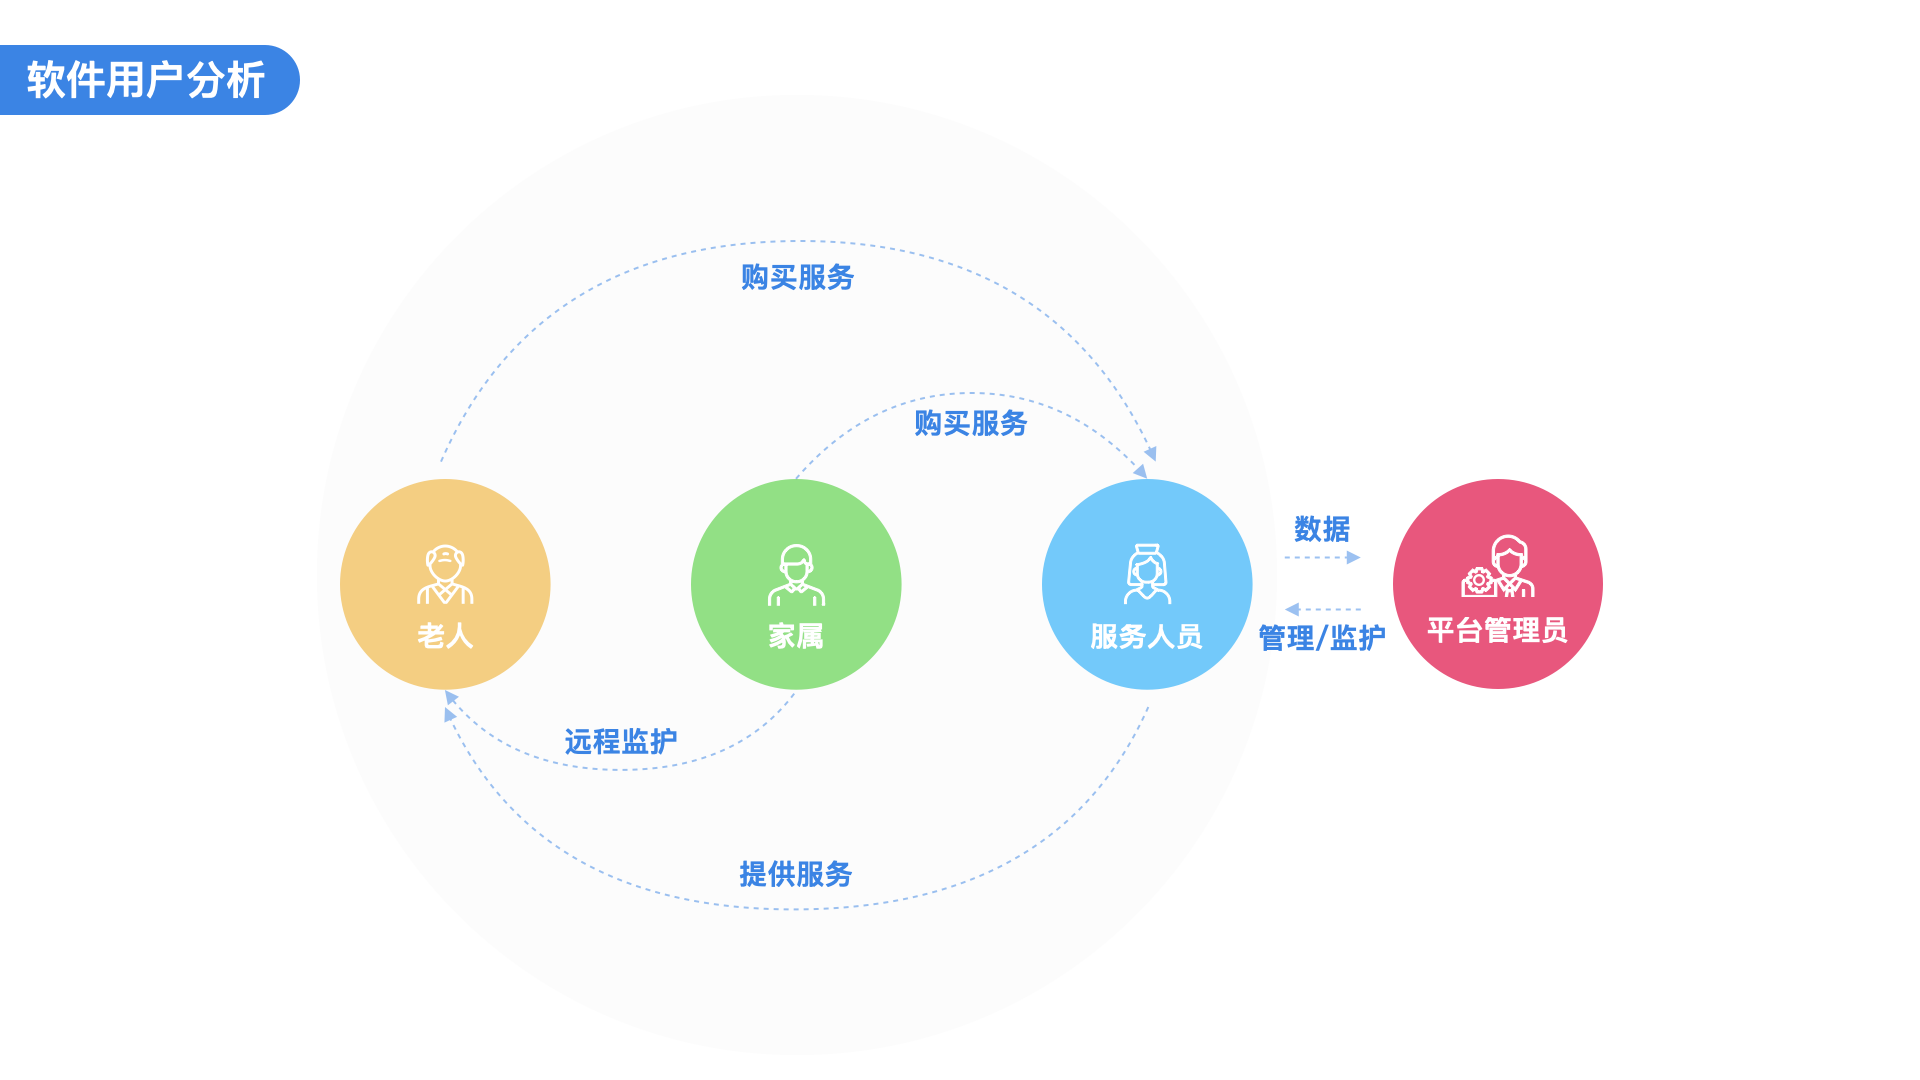 软件用户分析
购买服务
购买服务
数据
管理/监护
老人
家属
服务人员
平台管理员
远程监护
提供服务